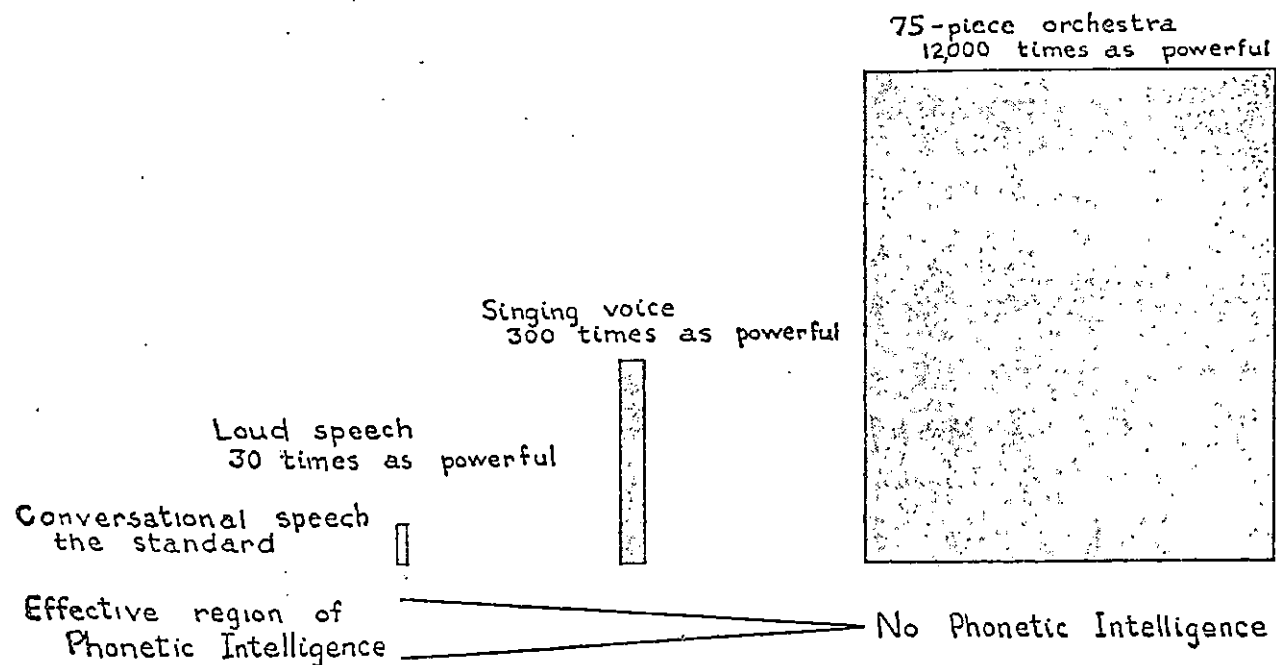 75-piece orchestra
12,000 times as powerful
Singing voice
300 times as powerful
Loud speech
30 times as powerful
Conversational speech
the standard
Effective region of
Phonetic Intelligence
No Phonetic Intelligence